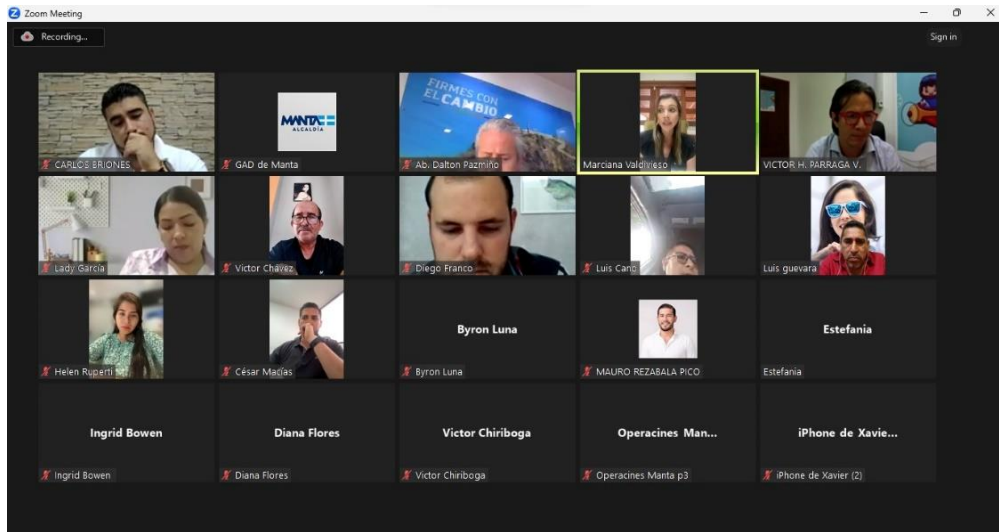 Zoom Meeting
Recording...
Sign in
CARLOS BRIONES
MANTA
ALCALDÍA
GAD de Manta
FIRMES CON
EL CAMBIO
Ab. Dalton Pazmiño
Marciana Valdivieso
VICTOR H. PARRAGA V.
Lady García
Victor Chávez
Diego Franco
Luis Cano
Luis guevara
Helen Ruperti
César Macías
Byron Luna
Byron Luna
MAURO REZABALA PICO
Estefania
Estefania
Ingrid Bowen
Ingrid Bowen
Diana Flores
Diana Flores
Victor Chiriboga
Victor Chiriboga
Operacines Man...
Operacines Manta p3
iPhone de Xavie...
iPhone de Xavier (2)